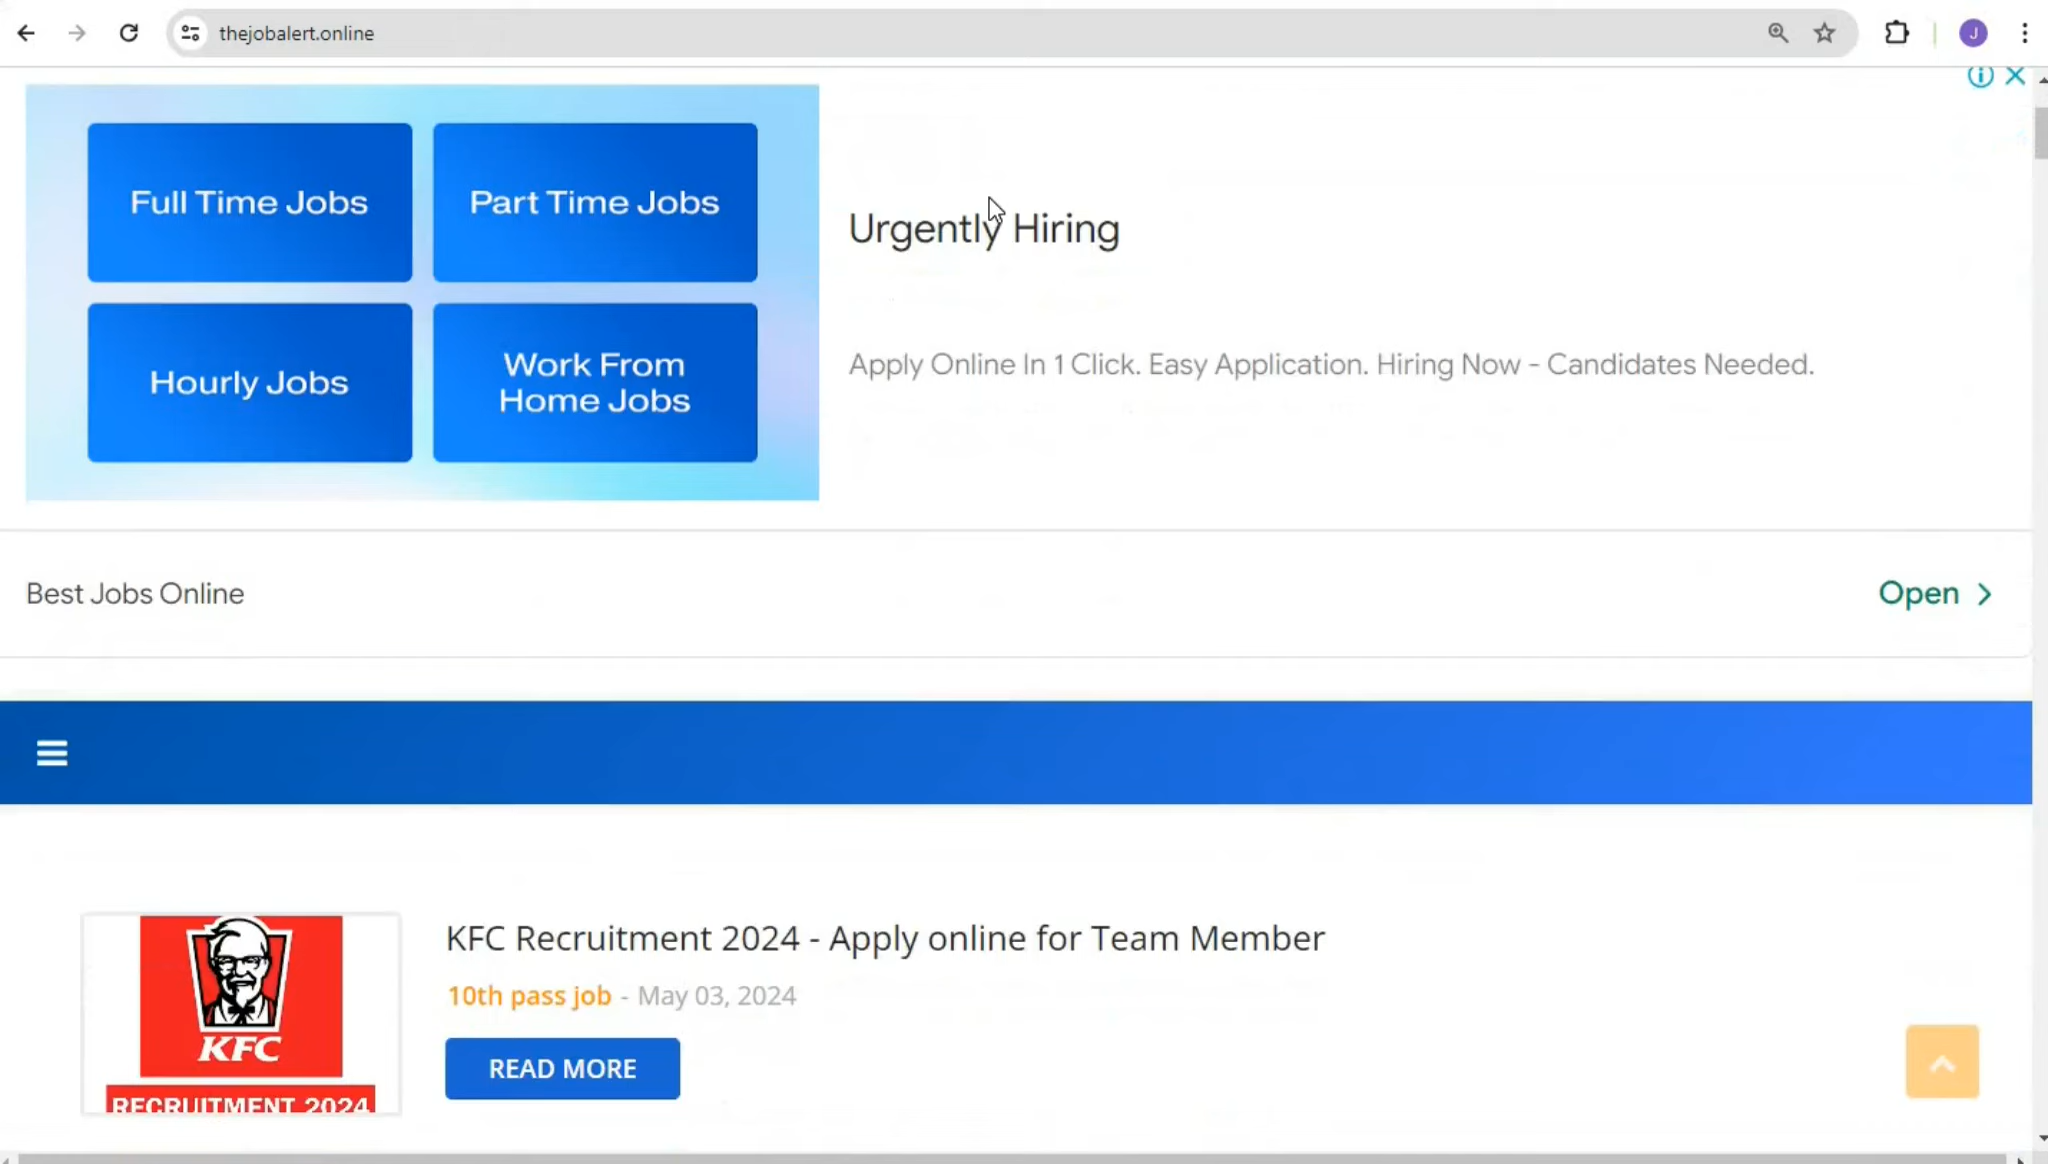 thejobalert.online
J
Full Time Jobs
Part Time Jobs
Hourly Jobs
Work From
Home Jobs
Urgently Hiring
Apply Online In 1 Click. Easy Application. Hiring Now - Candidates Needed.
Best Jobs Online
Open
KFC
RECRUITMENT 2024
KFC Recruitment 2024 - Apply online for Team Member
10th pass job - May 03, 2024
READ MORE